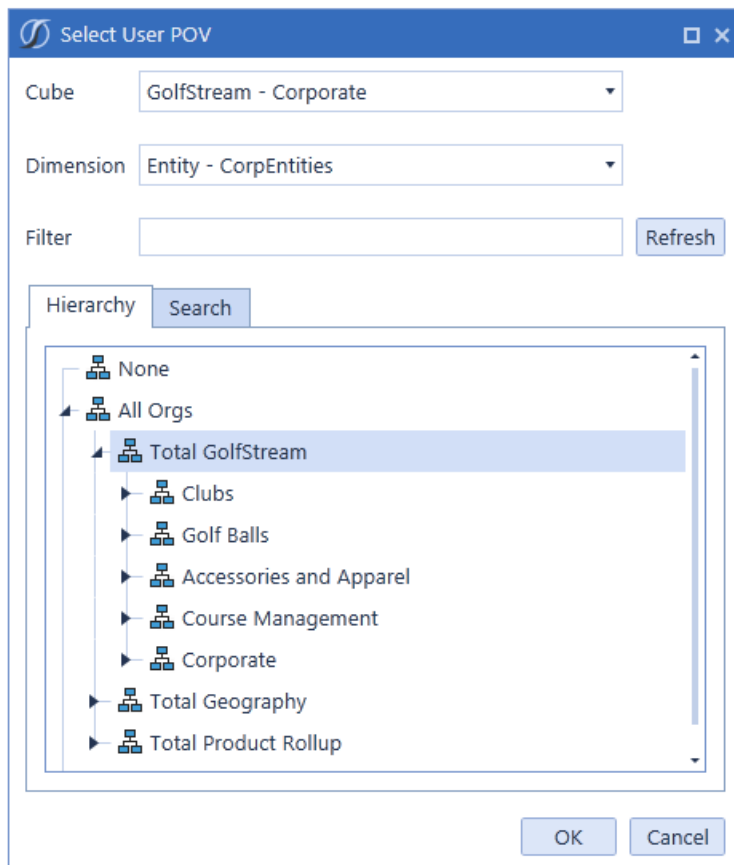 Select User POV
Cube GolfStream - Corporate
Dimension Entity - CorpEntities
Filter Refresh
Hierarchy Search
None
All Orgs
Total GolfStream
Clubs
Golf Balls
Accessories and Apparel
Course Management
Corporate
Total Geography
Total Product Rollup
OK Cancel